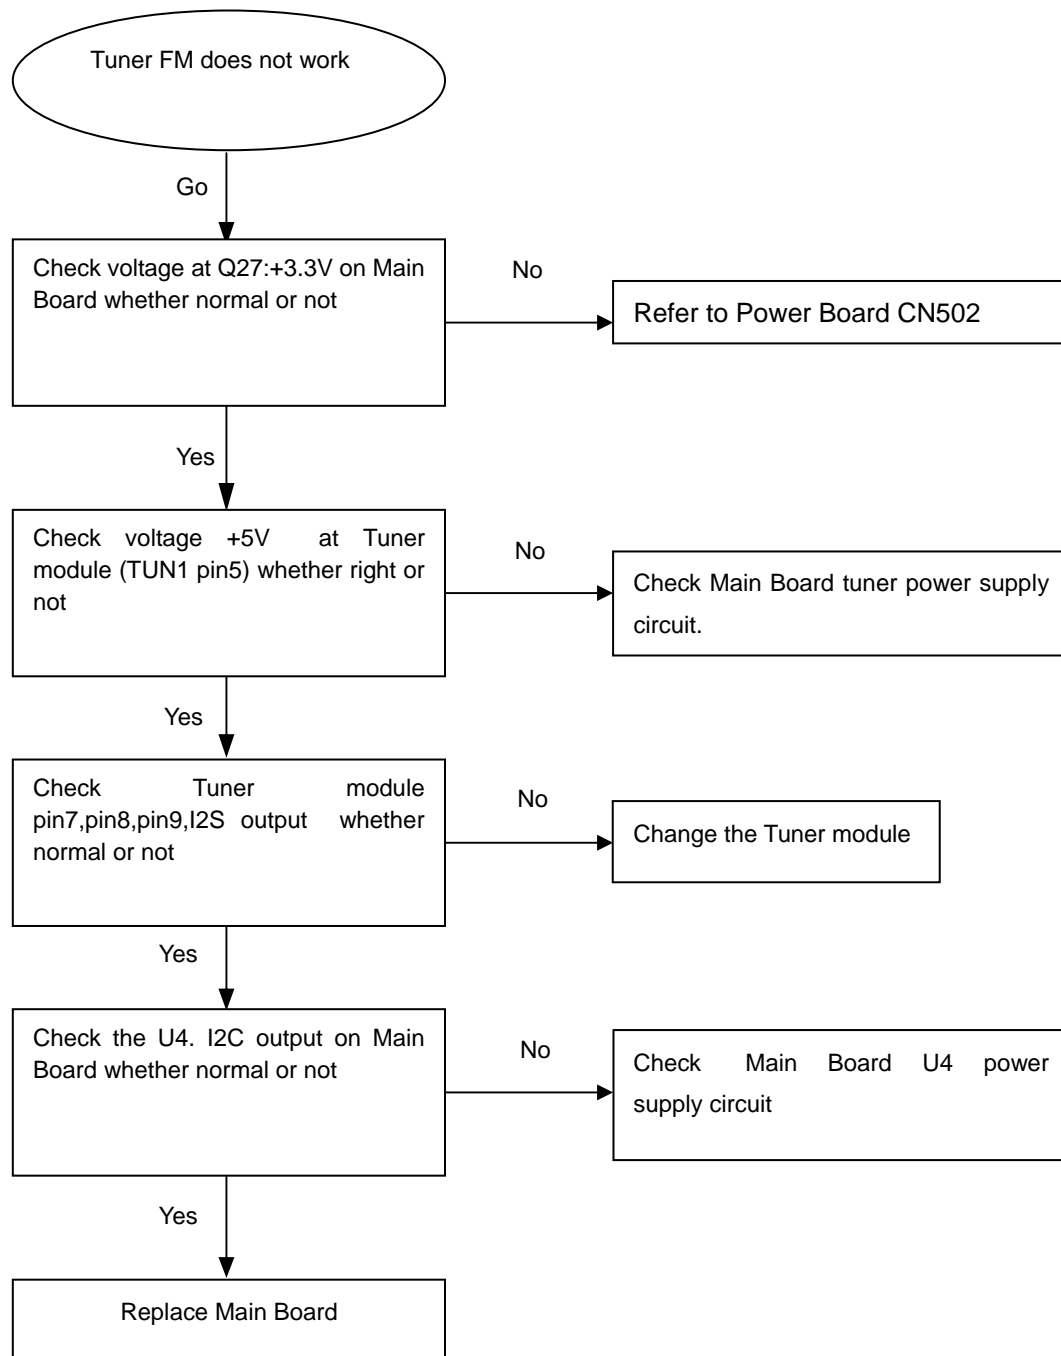 Tuner FM does not work
Go
Check voltage at Q27:+3.3V on Main
Board whether normal or not
No
Refer to Power Board CN502
Yes
Check voltage +5V at Tuner
module (TUN1 pin5) whether right or
not
No
Check Main Board tuner power supply
circuit.
Yes
Check Tuner module
pin7,pin8,pin9,I2S output whether
normal or not
No
Change the Tuner module
Yes
Check the U4. I2C output on Main
Board whether normal or not
No
Check Main Board U4 power
supply circuit
Yes
Replace Main Board